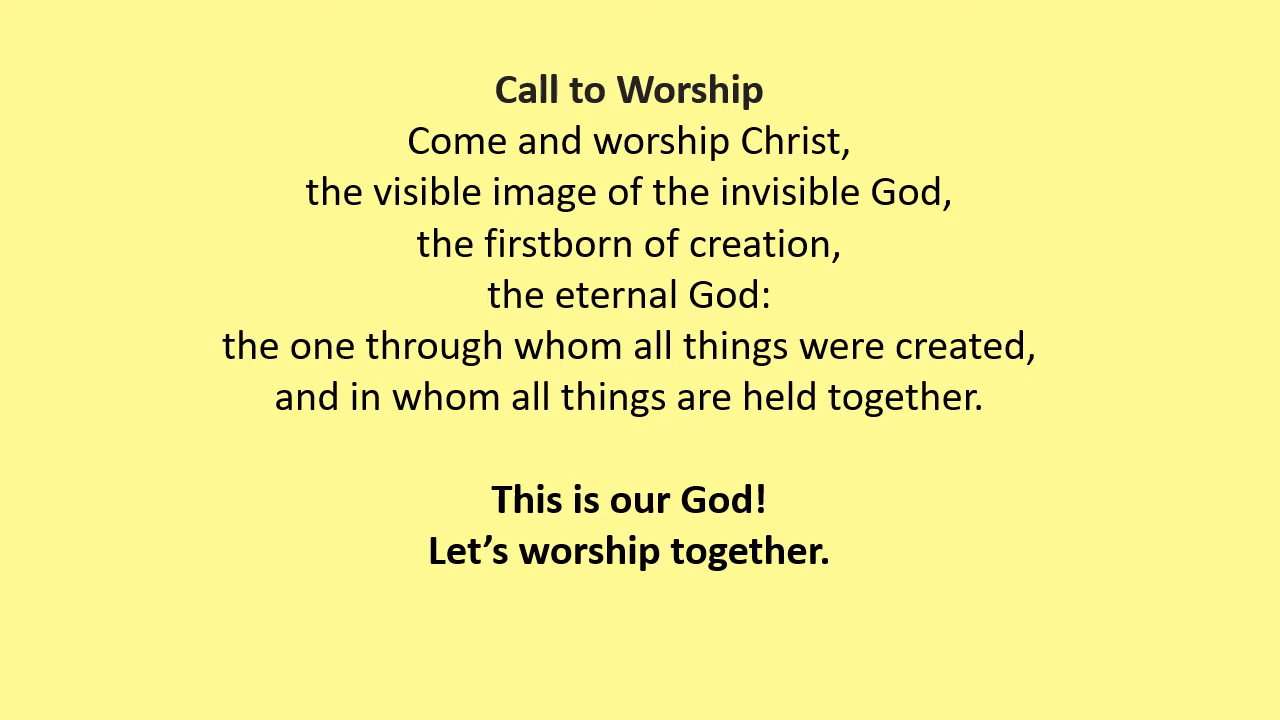 Call to Worship
Come and worship Christ,
the visible image of the invisible God,
the firstborn of creation,
the eternal God:
the one through whom all things were created,
and in whom all things are held together.
This is our God!
Let’s worship together.